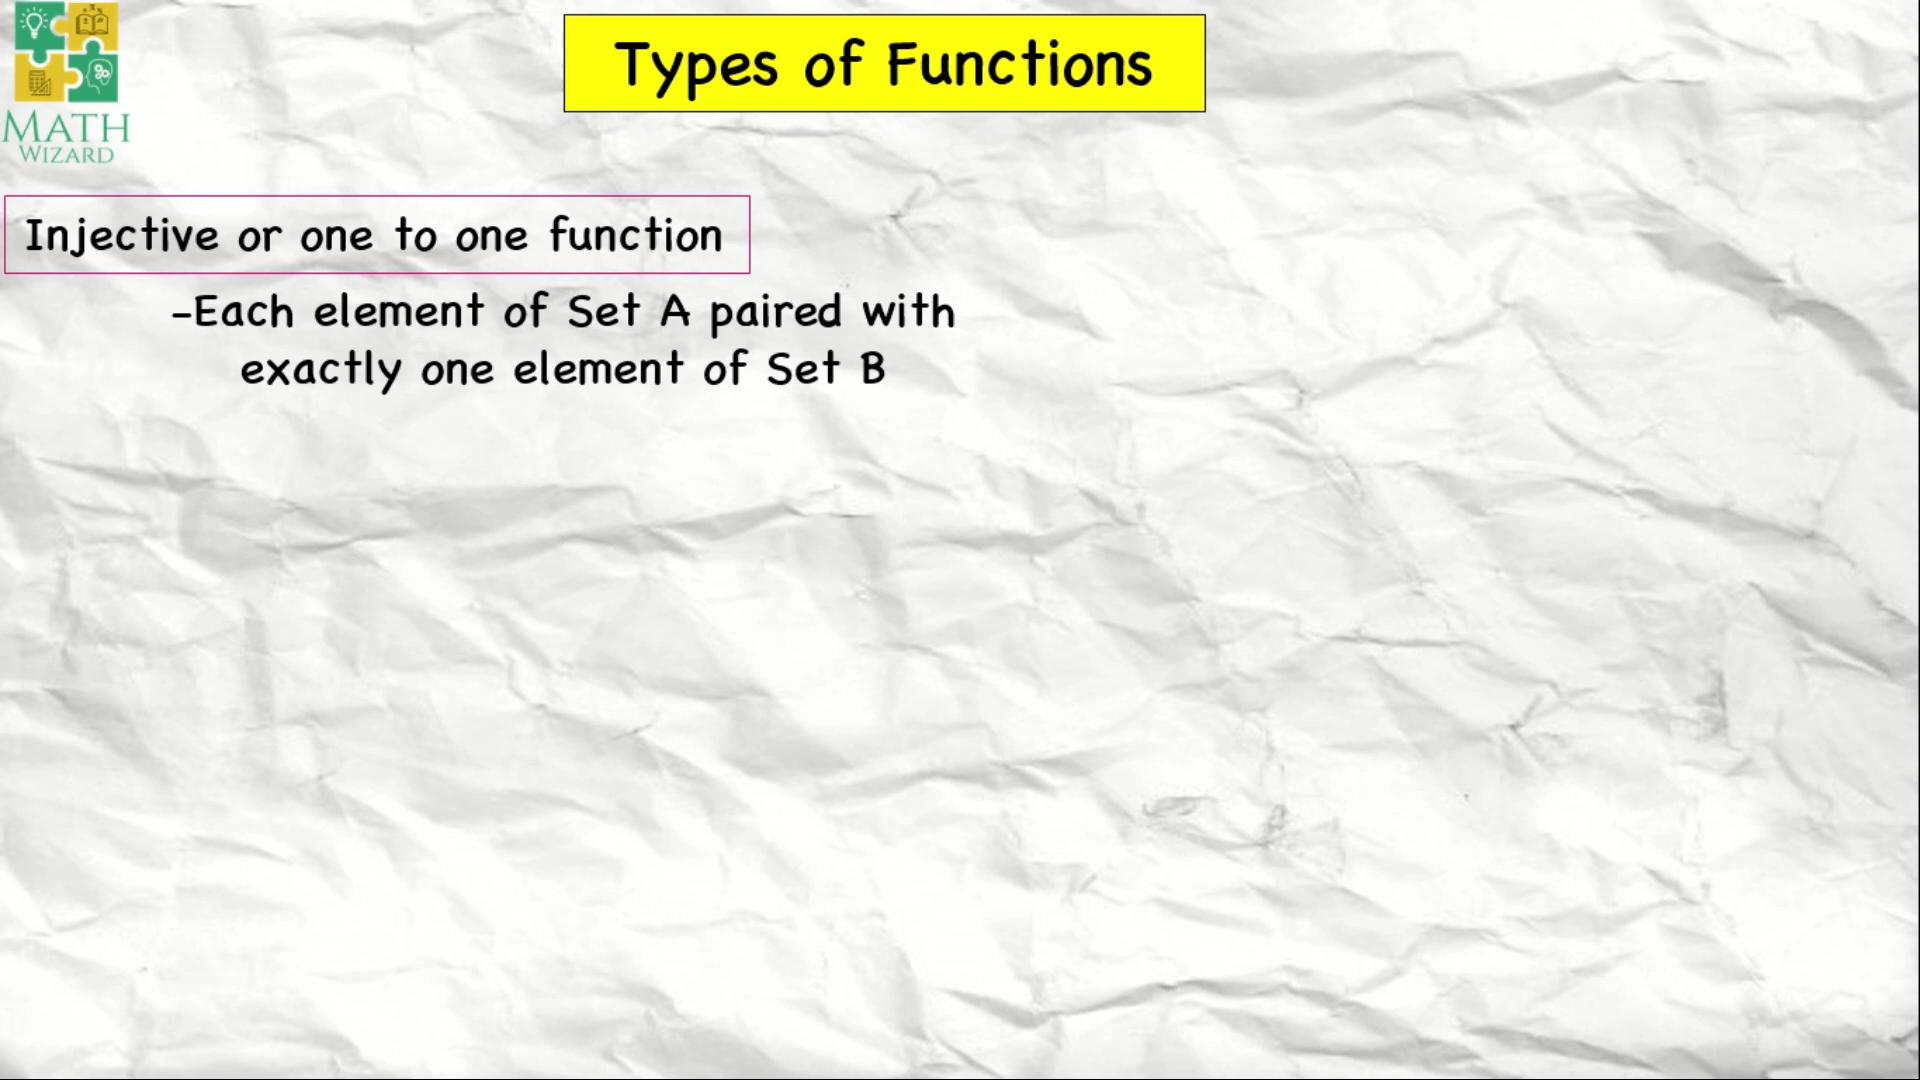 Types of Functions
MATH
WIZARD
Injective or one to one function
-Each element of Set A paired with
exactly one element of Set B